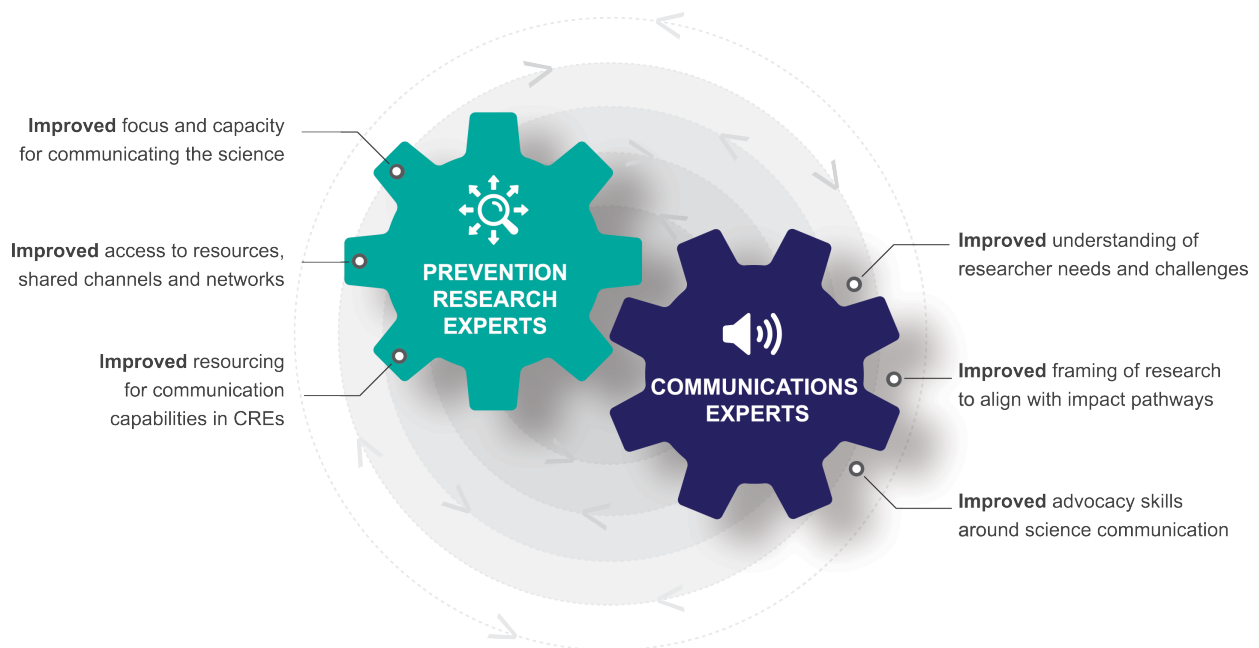 Improved focus and capacity
for communicating the science
Improved access to resources,
shared channels and networks
Improved resourcing
for communication
capabilities in CREs
PREVENTION
RESEARCH
EXPERTS
COMMUNICATIONS
EXPERTS
Improved understanding of
researcher needs and challenges
Improved framing of research
to align with impact pathways
Improved advocacy skills
around science communication